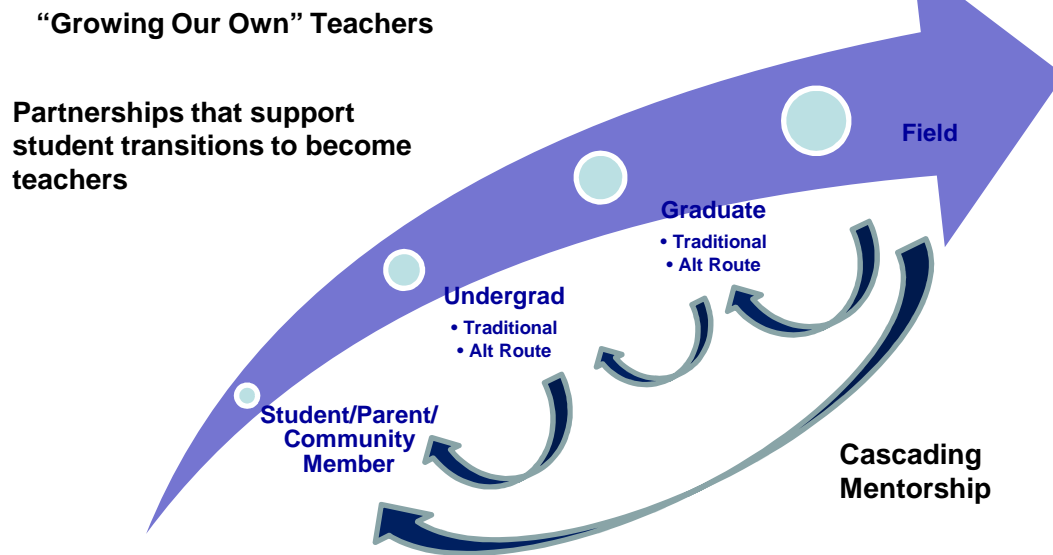 “Growing Our Own” Teachers
Partnerships that support
student transitions to become
teachers
Field
Graduate
• Traditional
• Alt Route
Undergrad
• Traditional
• Alt Route
Student/Parent/
Community
Member
Cascading
Mentorship